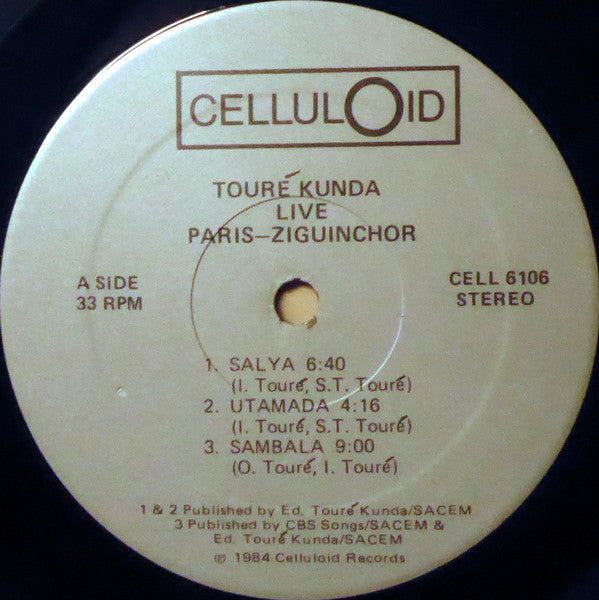 CELLULOID
TOURÉ KUNDA
LIVE
PARIS–ZIGUINCHOR
A SIDE
33 RPM
CELL 6106
STEREO
1. SALYA 6:40
(I. Touré, S.T. Touré)
2. UTAMADA 4:16
(I. Touré, S.T. Touré)
3. SAMBALA 9:00
(O. Touré, I. Touré)
1 & 2 Published by Ed. Touré Kunda/SACEM
3 Published by CBS Songs/SACEM &
Ed. Touré Kunda/SACEM
℗ 1984 Celluloid Records